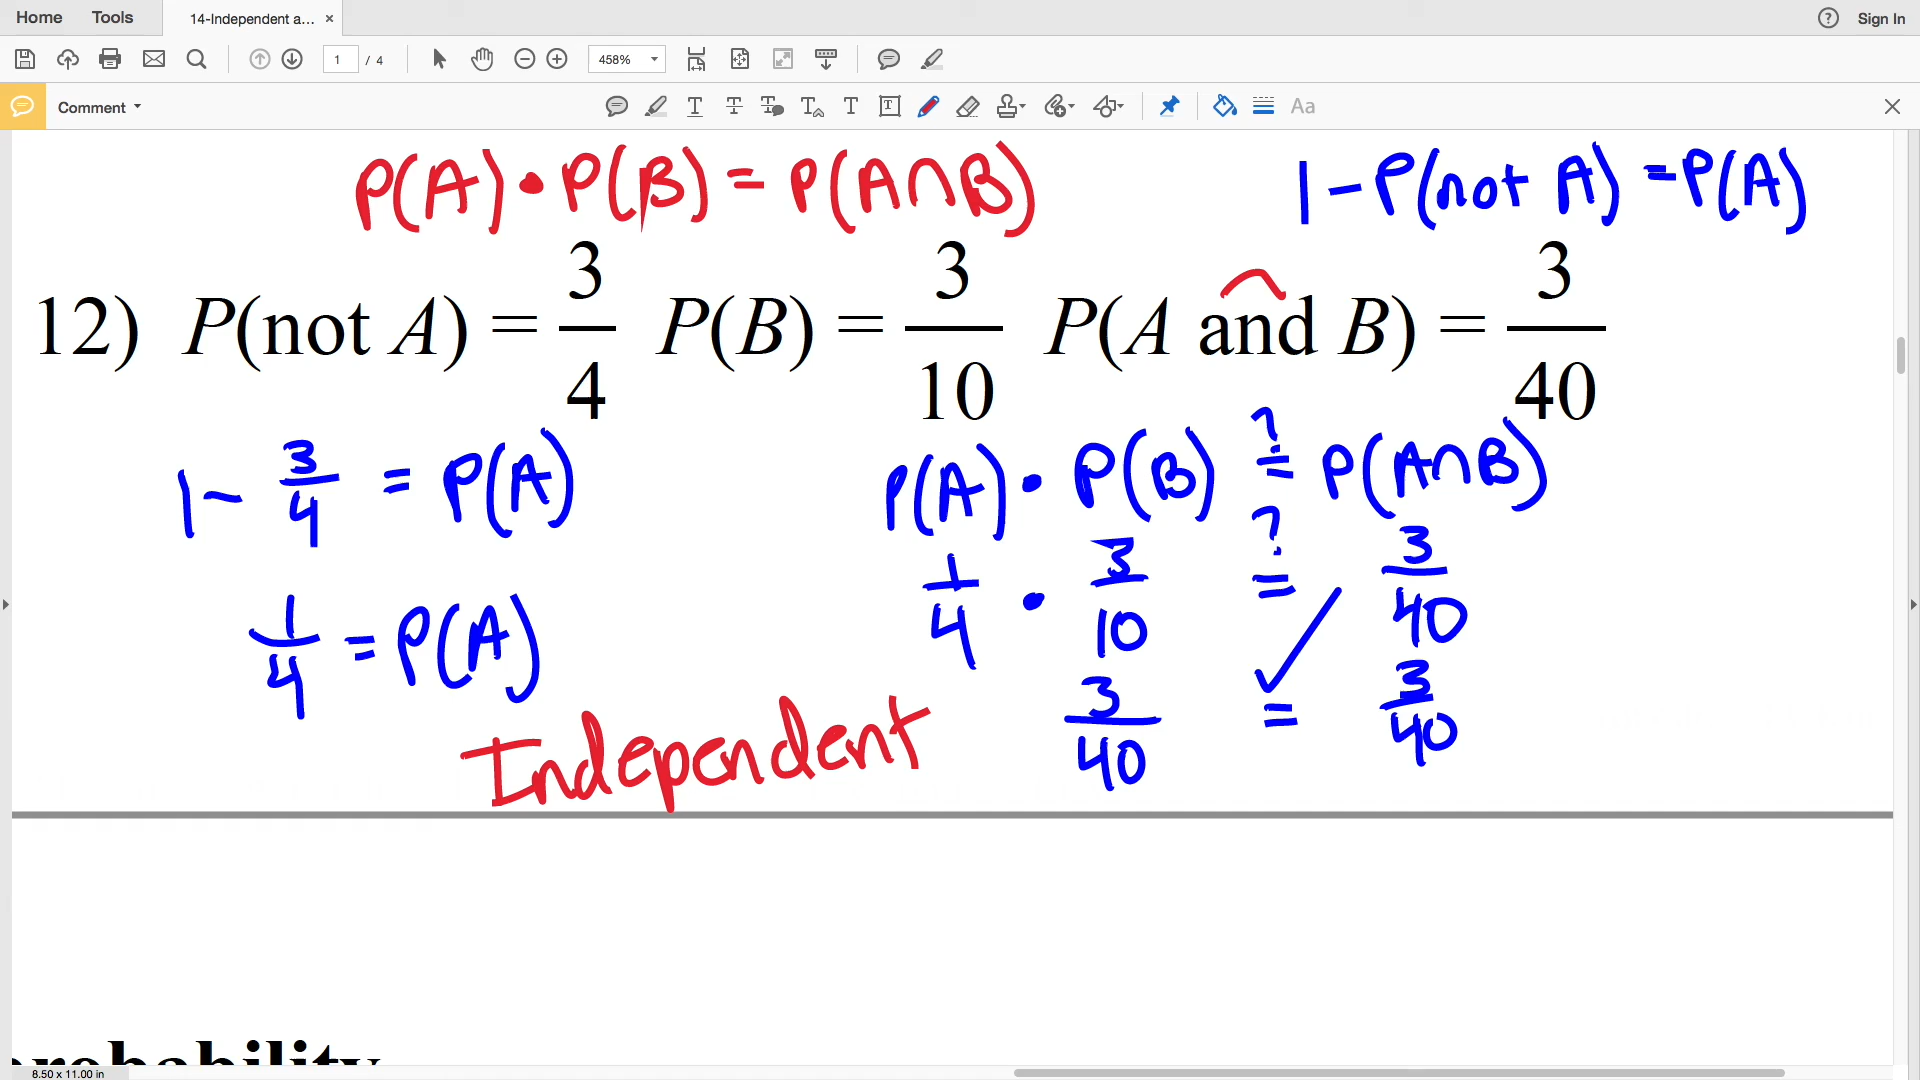 Home Tools 14-Independent a... × Sign In
1 / 4 458%
Comment Aa
P(A) • P(B) = P(A∩B) 1 - P(not A) = P(A)
12) P(not A) = 3/4 P(B) = 3/10 P(A and B) = 3/40
1 - 3/4 = P(A) P(A) • P(B) ?= P(A∩B)
1/4 • 3/10 ?= 3/40
1/4 = P(A)
3/40 = 3/40
Independent
probability
8.50 x 11.00 in